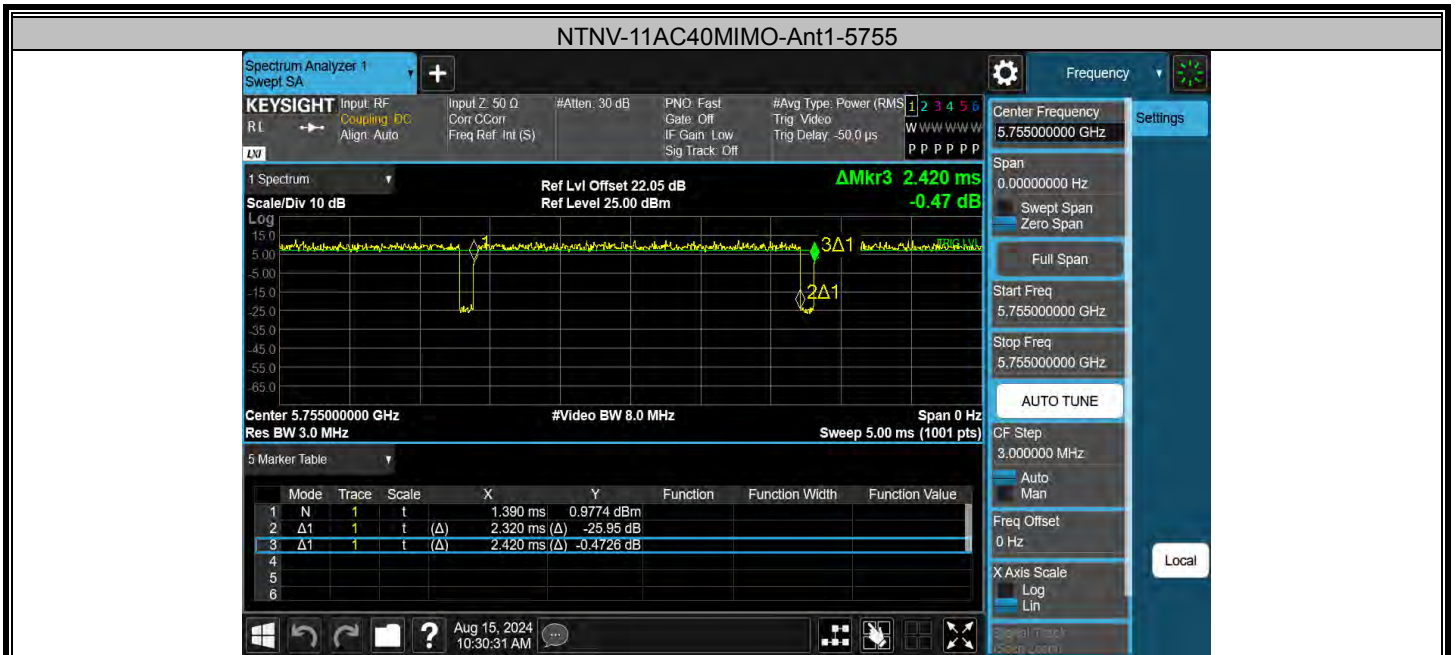 NTNV-11AC40MIMO-Ant1-5755
Spectrum Analyzer 1
Swept SA
Frequency
KEYSIGHT
RL
LXI
Input: RF
Coupling: DC
Align: Auto
Input Z: 50 Ω
Corr CCorr
Freq Ref: Int (S)
#Atten: 30 dB
PNO: Fast
Gate: Off
IF Gain: Low
Sig Track: Off
#Avg Type: Power (RMS
Trig: Video
Trig Delay: -50.0 µs
1 2 3 4 5 6
W W W W W W
P P P P P P
1 Spectrum
Scale/Div 10 dB
Ref Lvl Offset 22.05 dB
Ref Level 25.00 dBm
ΔMkr3 2.420 ms
-0.47 dB
Log
15.0
5.00
-5.00
-15.0
-25.0
-35.0
-45.0
-55.0
-65.0
1
3Δ1
2Δ1
TRIG LVL
Center 5.755000000 GHz
#Video BW 8.0 MHz
Span 0 Hz
Res BW 3.0 MHz
Sweep 5.00 ms (1001 pts)
5 Marker Table
Mode Trace Scale X Y Function Function Width Function Value
1 N 1 t 1.390 ms 0.9774 dBm
2 Δ1 1 t (Δ) 2.320 ms (Δ) -25.95 dB
3 Δ1 1 t (Δ) 2.420 ms (Δ) -0.4726 dB
4
5
6
Aug 15, 2024
10:30:31 AM
Center Frequency
5.755000000 GHz
Settings
Span
0.00000000 Hz
Swept Span
Zero Span
Full Span
Start Freq
5.755000000 GHz
Stop Freq
5.755000000 GHz
AUTO TUNE
CF Step
3.000000 MHz
Auto
Man
Freq Offset
0 Hz
X Axis Scale
Log
Lin
Local
Signal Track
(Span Zoom)